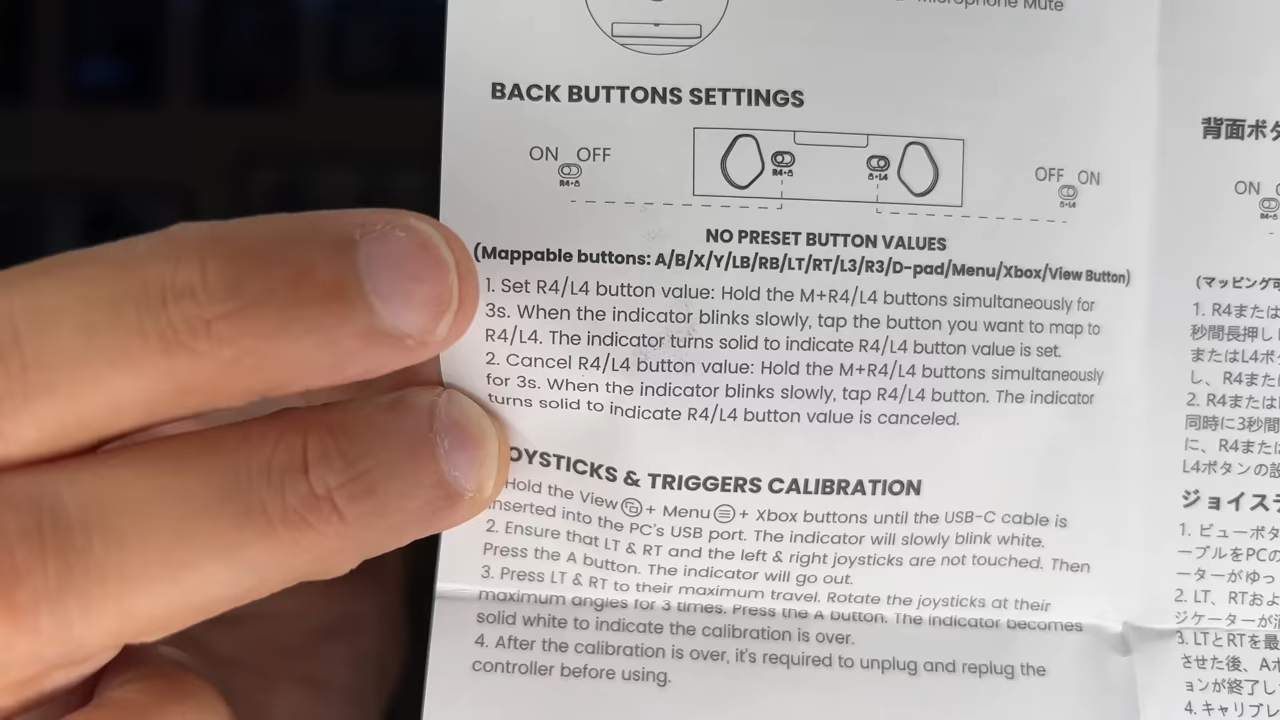 Microphone Mute
BACK BUTTONS SETTINGS
ON OFF
R4
R4
L4
OFF ON
L4
NO PRESET BUTTON VALUES
(Mappable buttons: A/B/X/Y/LB/RB/LT/RT/L3/R3/D-pad/Menu/Xbox/View Button)
1. Set R4/L4 button value: Hold the M+R4/L4 buttons simultaneously for
3s. When the indicator blinks slowly, tap the button you want to map to
R4/L4. The indicator turns solid to indicate R4/L4 button value is set.
2. Cancel R4/L4 button value: Hold the M+R4/L4 buttons simultaneously
for 3s. When the indicator blinks slowly, tap R4/L4 button. The indicator
turns solid to indicate R4/L4 button value is canceled.
OYSTICKS & TRIGGERS CALIBRATION
Hold the View + Menu + Xbox buttons until the USB-C cable is
inserted into the PC's USB port. The indicator will slowly blink white.
2. Ensure that LT & RT and the left & right joysticks are not touched. Then
Press the A button. The indicator will go out.
3. Press LT & RT to their maximum travel. Rotate the joysticks at their
maximum angles for 3 times. Press the A button. The indicator becomes
solid white to indicate the calibration is over.
4. After the calibration is over, it's required to unplug and replug the
controller before using.
背面ボタ
ON
R4
(マッピング可
1. R4または
秒間長押し
またはL4ボ
し、R4また
2. R4または
同時に3秒間
に、R4また
L4ボタンの設
ジョイステ
1. ビューボタ
ーブルをPCの
ーターがゆっ
2. LT、RTおよ
ジケーターが消
3. LTとRTを最
させた後、Aボ
ョンが終了し
4. キャリブレ